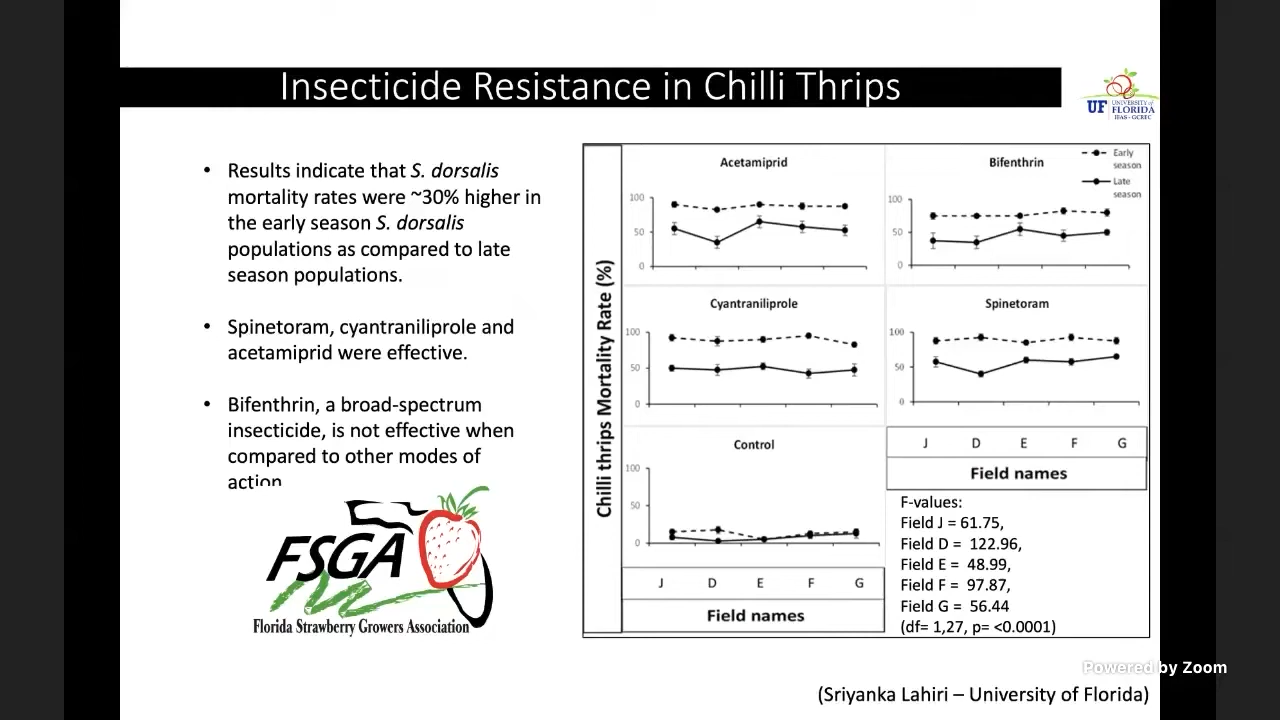 Insecticide Resistance in Chilli Thrips
UF UNIVERSITY of
FLORIDA
IFAS - GCREC
• Results indicate that S. dorsalis
mortality rates were ~30% higher in
the early season S. dorsalis
populations as compared to late
season populations.
• Spinetoram, cyantraniliprole and
acetamiprid were effective.
• Bifenthrin, a broad-spectrum
insecticide, is not effective when
compared to other modes of
action
FSGA
Florida Strawberry Growers Association
Chilli thrips Mortality Rate (%)
Acetamiprid
100
50
0
Bifenthrin
Early
season
Late
season
100
50
0
Cyantraniliprole
100
50
0
Spinetoram
100
50
0
Control
100
50
0
J D E F G
Field names
J D E F G
Field names
F-values:
Field J = 61.75,
Field D = 122.96,
Field E = 48.99,
Field F = 97.87,
Field G = 56.44
(df= 1,27, p= <0.0001)
Powered by Zoom
(Sriyanka Lahiri – University of Florida)